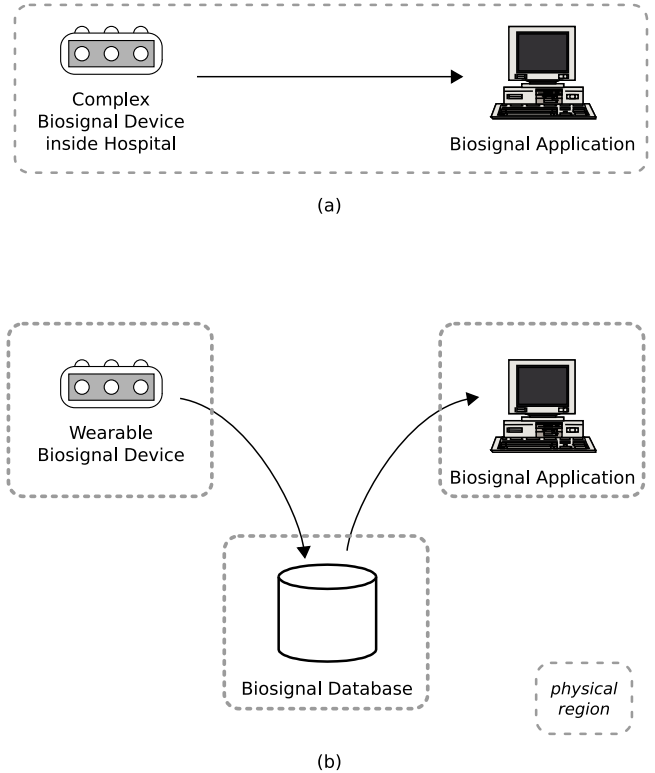 Complex
Biosignal Device
inside Hospital
Biosignal Application
(a)
Wearable
Biosignal Device
Biosignal Application
Biosignal Database
physical
region
(b)